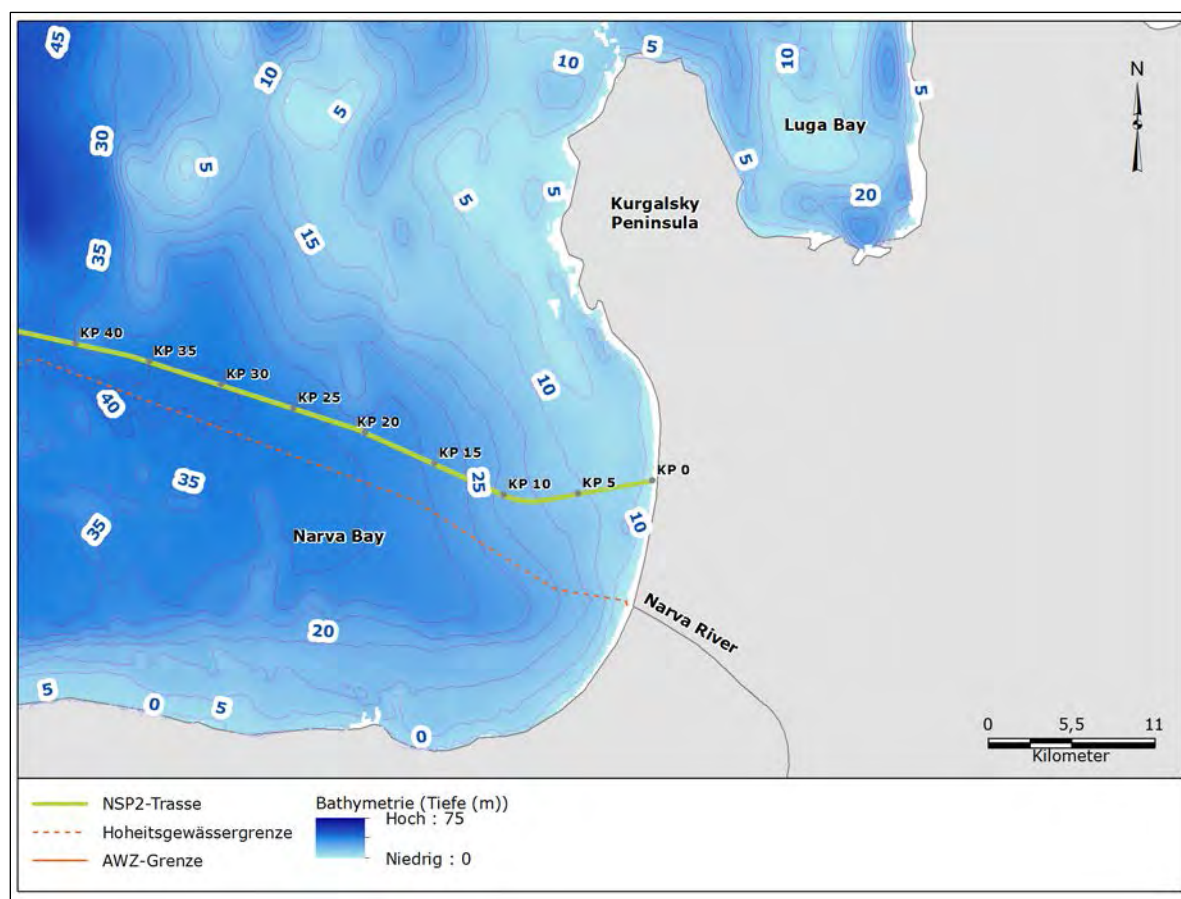 45
10
5
10
5
10
5
N
Luga Bay
30
5
5
5
5
20
Kurgalsky
Peninsula
15
35
KP 40
KP 35
KP 30
KP 25
KP 20
KP 15
KP 10
KP 5
KP 0
10
40
25
35
35
10
Narva Bay
Narva River
20
5
0
5
0
0 5,5 11
Kilometer
NSP2-Trasse
Hoheitsgewässergrenze
AWZ-Grenze
Bathymetrie (Tiefe (m))
Hoch : 75
Niedrig : 0